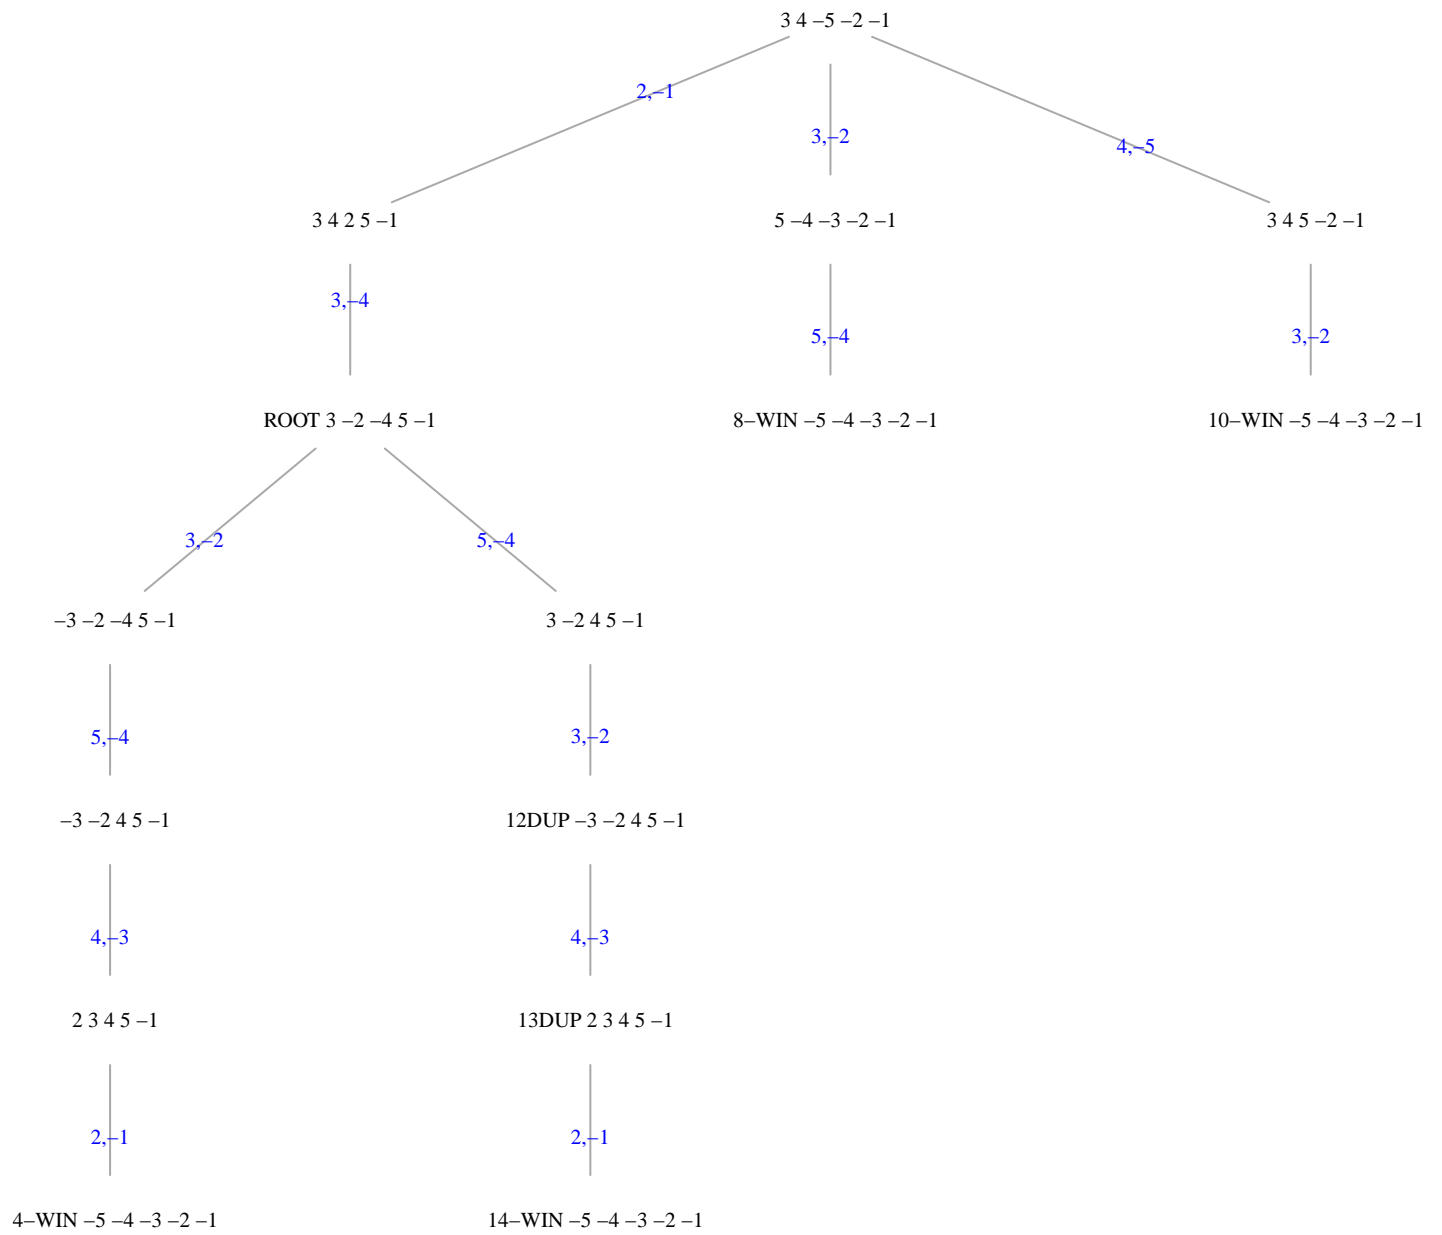 3 4 –5 –2 –1
2,–1
3,–2
4,–5
3 4 2 5 –1
5 –4 –3 –2 –1
3 4 5 –2 –1
3,–4
5,–4
3,–2
ROOT 3 –2 –4 5 –1
8–WIN –5 –4 –3 –2 –1
10–WIN –5 –4 –3 –2 –1
3,–2
5,–4
–3 –2 –4 5 –1
3 –2 4 5 –1
5,–4
3,–2
–3 –2 4 5 –1
12DUP –3 –2 4 5 –1
4,–3
4,–3
2 3 4 5 –1
13DUP 2 3 4 5 –1
2,–1
2,–1
4–WIN –5 –4 –3 –2 –1
14–WIN –5 –4 –3 –2 –1